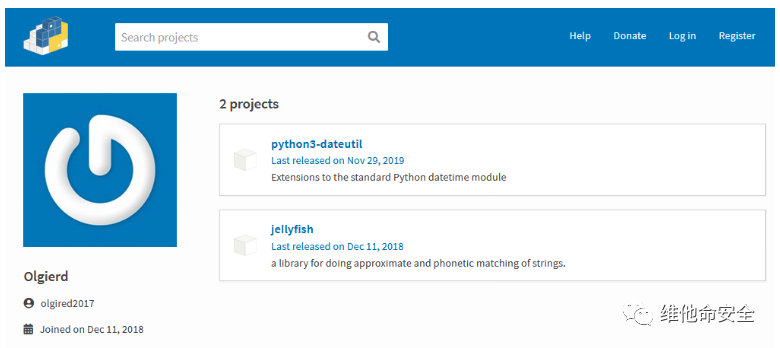 Search projects
Help
Donate
Log in
Register
2 projects
python3-dateutil
Last released on Nov 29, 2019
Extensions to the standard Python datetime module
jeIlyfish
Last released on Dec 11, 2018
a library for doing approximate and phonetic matching of strings.
Olgierd
olgired2017
Joined on Dec 11, 2018
维他命安全